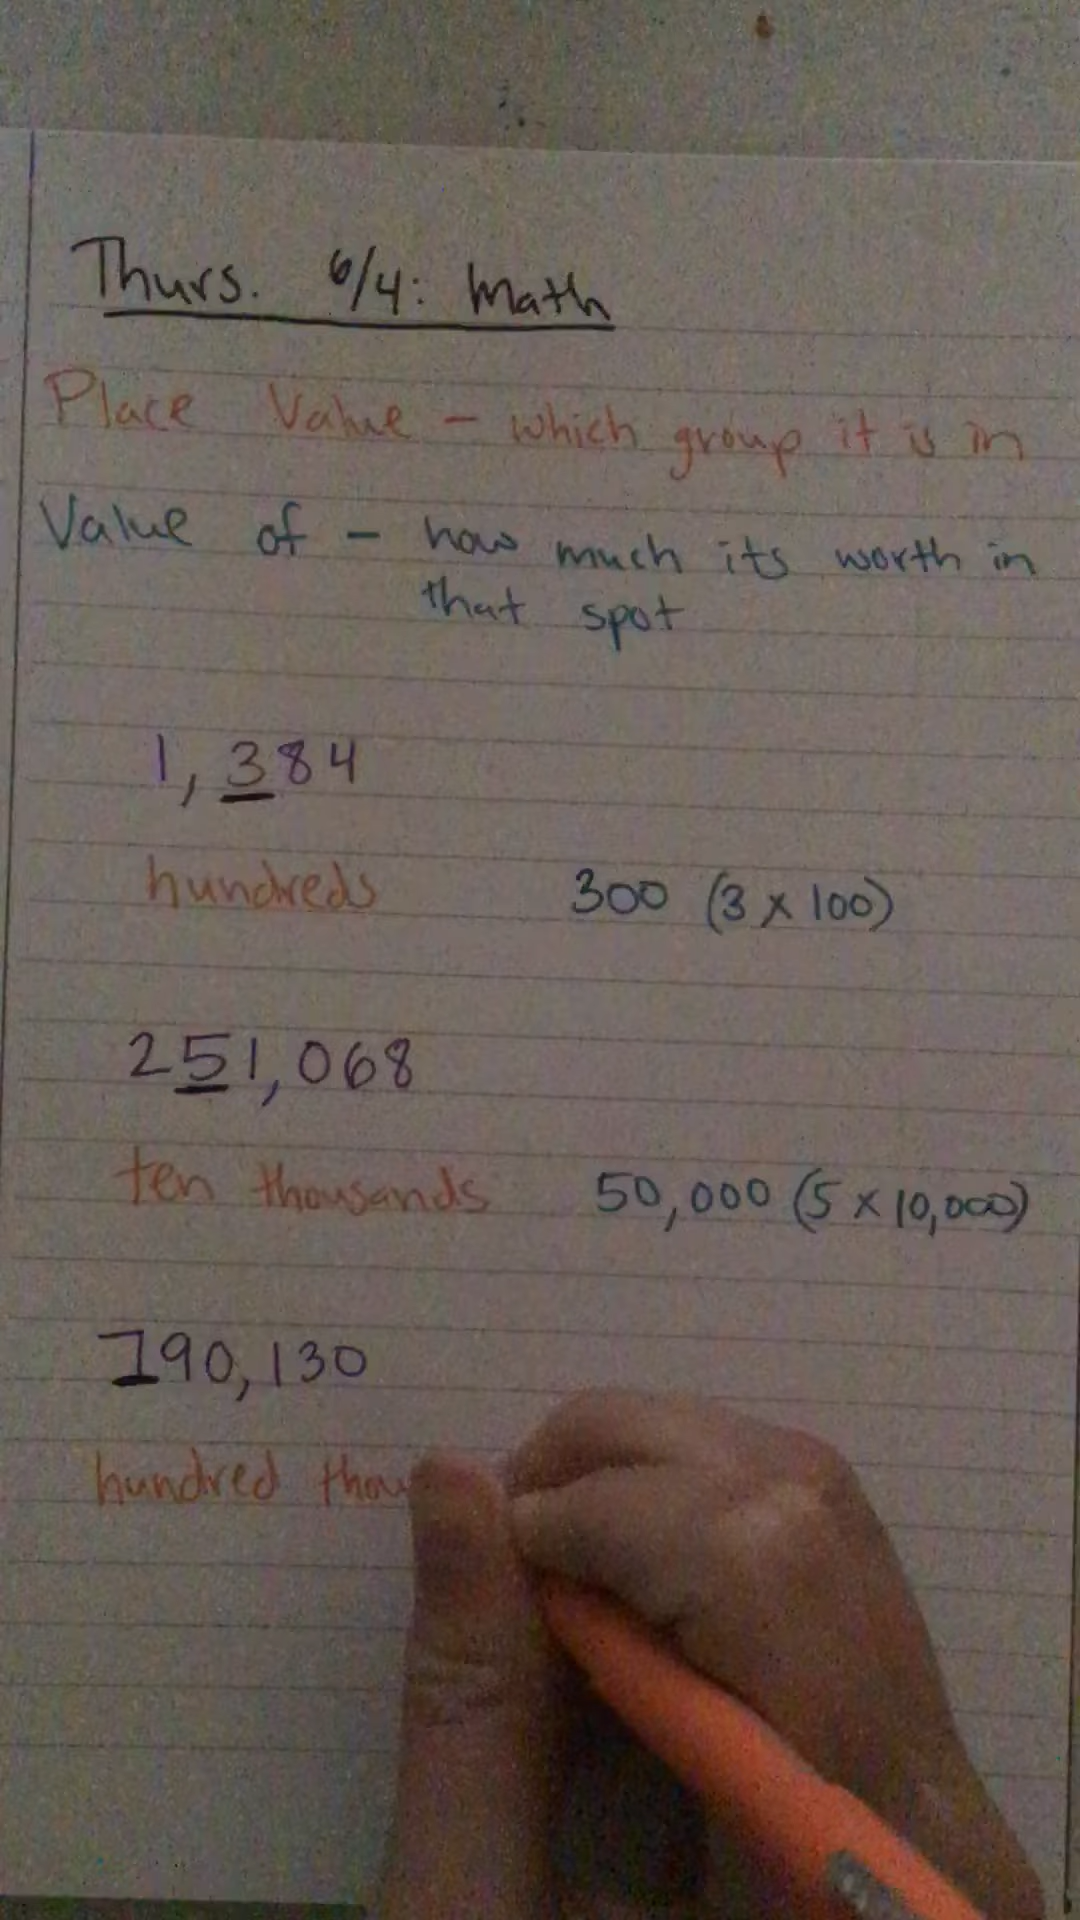 Thurs. 6/4: Math
Place Value - which group it is in
Value of - how much its worth in
that spot
1,384
hundreds 300 (3 x 100)
251,068
ten thousands 50,000 (5 x 10,000)
190,130
hundred thou